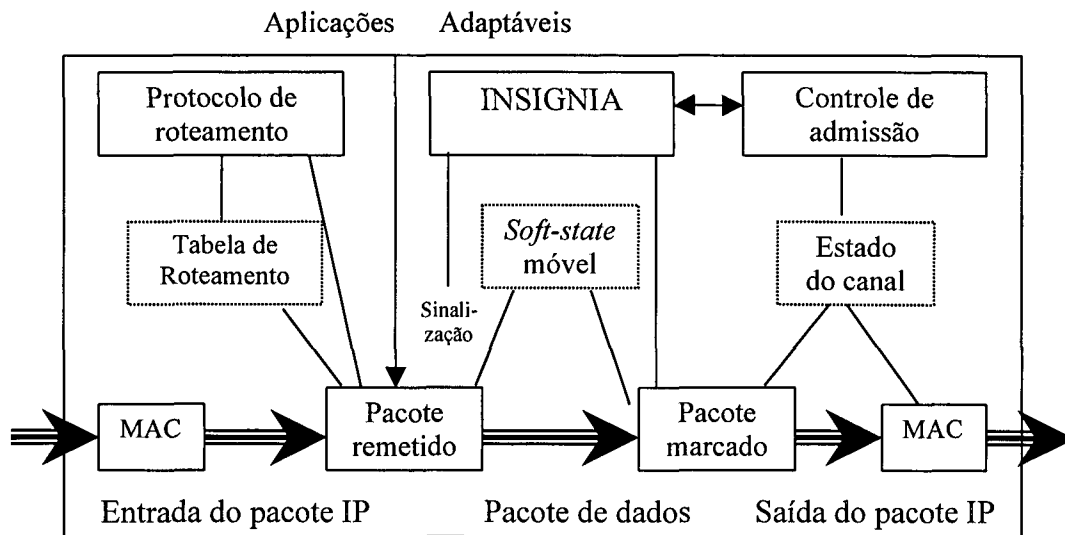 Aplicações Adaptáveis
Protocolo de
roteamento
INSIGNIA
Controle de
admissão
Tabela de
Roteamento
Soft-state
móvel
Estado
do canal
Sinali-
zação
MAC
Pacote
remetido
Pacote
marcado
MAC
Entrada do pacote IP
Pacote de dados
Saída do pacote IP